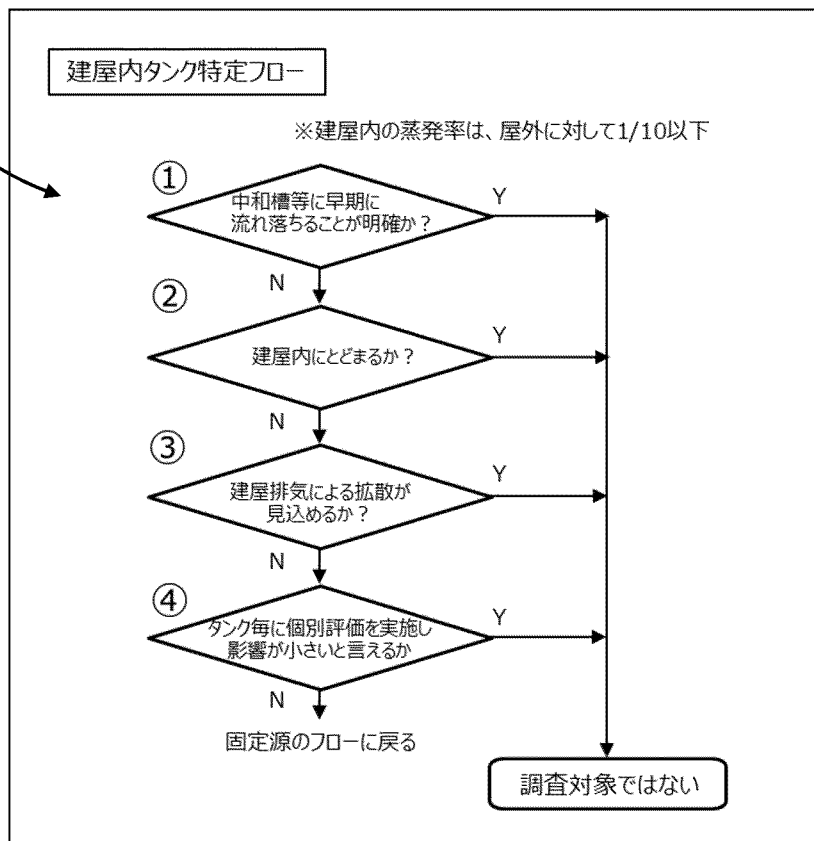 建屋内タンク特定フロー
※建屋内の蒸発率は、屋外に対して1/10以下
①
中和槽等に早期に
流れ落ちることが明確か？
Y
N
②
建屋内にとどまるか？
Y
N
③
建屋排気による拡散が
見込めるか？
Y
N
④
タンク毎に個別評価を実施し
影響が小さいと言えるか
Y
N
固定源のフローに戻る
調査対象ではない